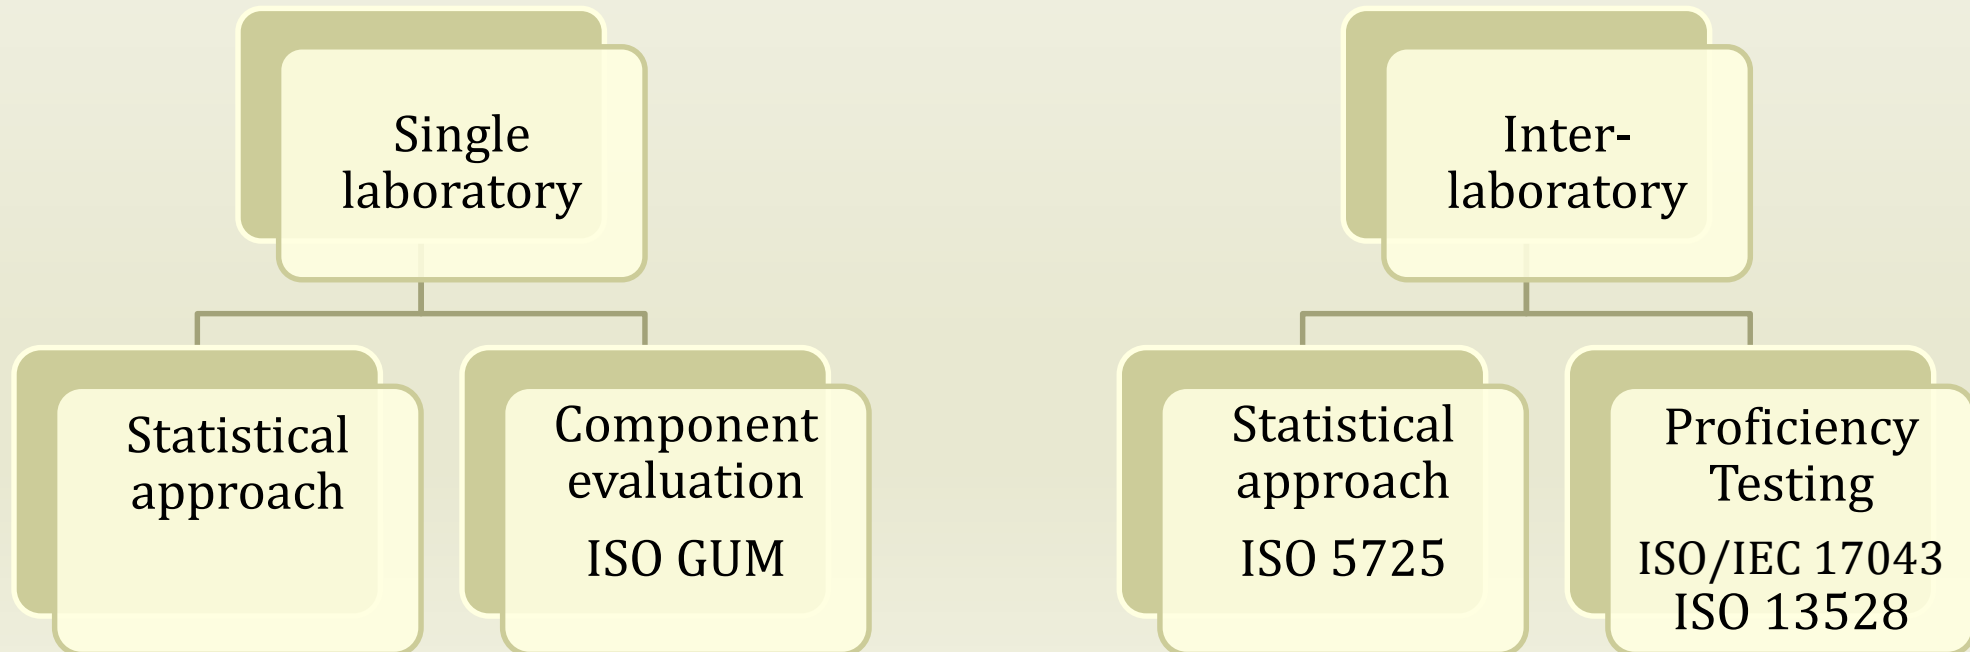 Single
laboratory
Statistical
approach
Component
evaluation
ISO GUM
Inter-
laboratory
Statistical
approach
ISO 5725
Proficiency
Testing
ISO/IEC 17043
ISO 13528